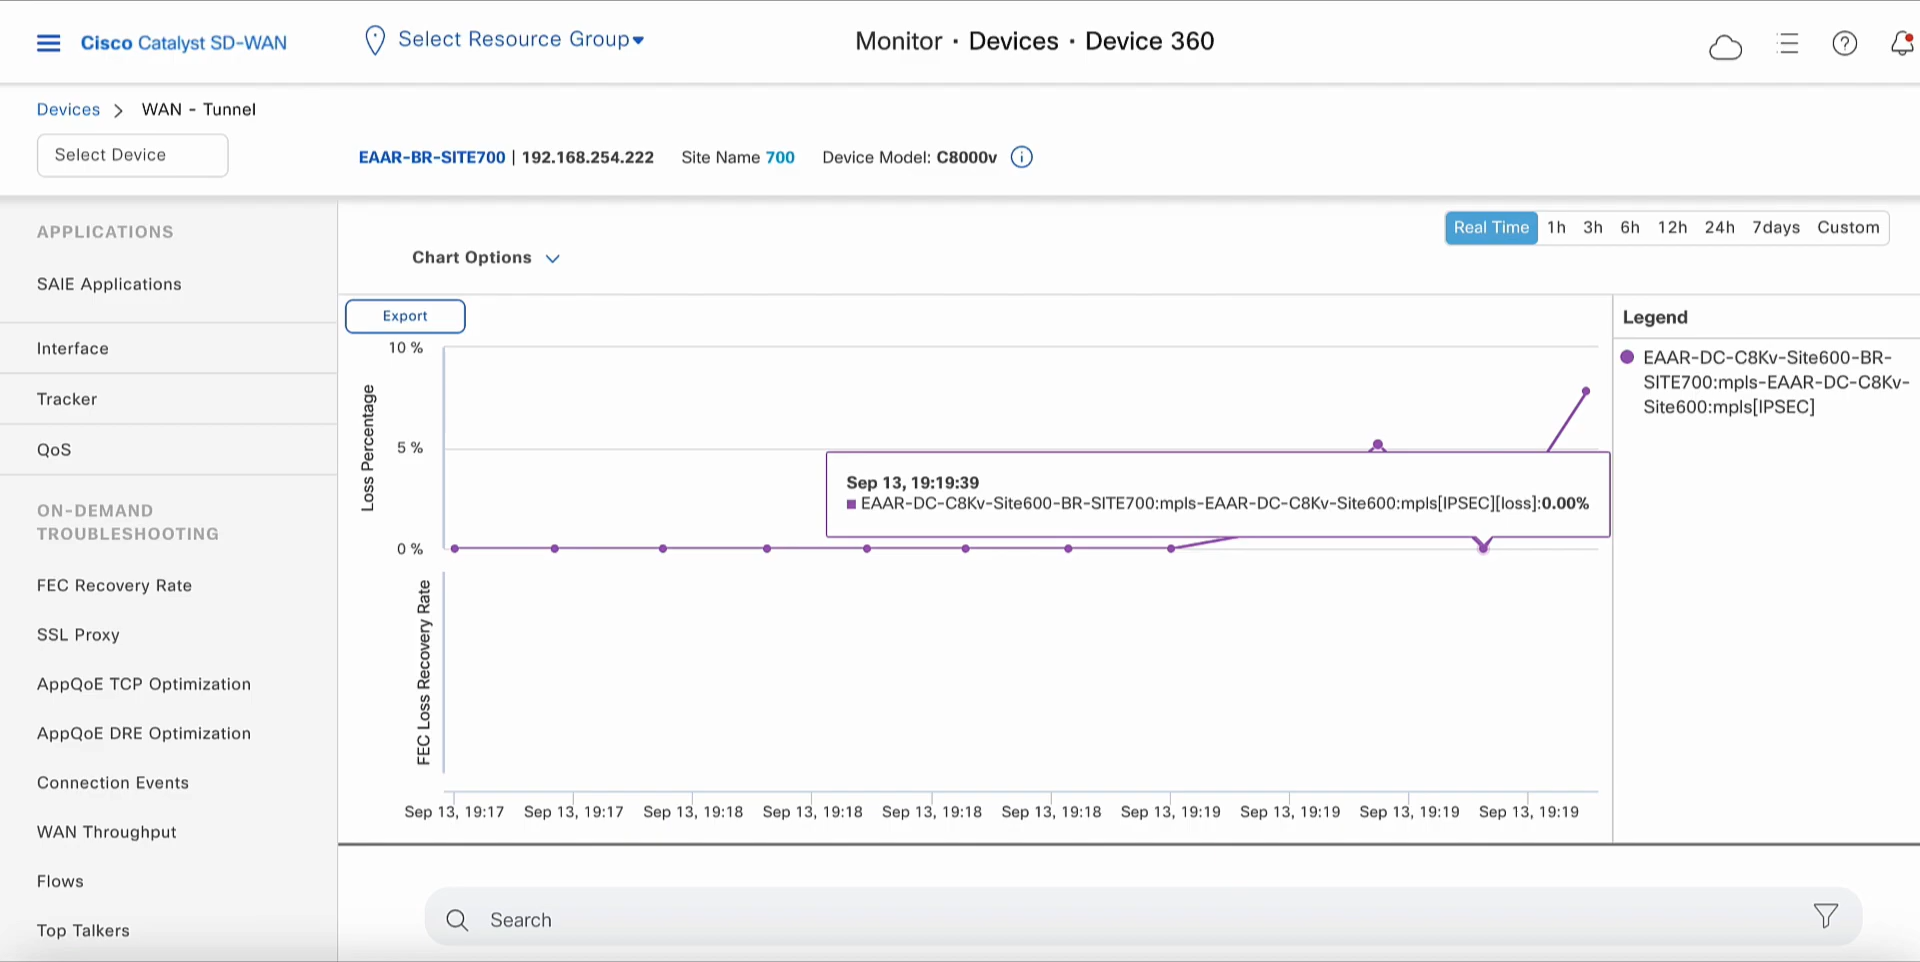 Cisco Catalyst SD-WAN
Select Resource Group
Monitor · Devices · Device 360
Devices > WAN - Tunnel
Select Device
EAAR-BR-SITE700 | 192.168.254.222 Site Name 700 Device Model: C8000v
APPLICATIONS
SAIE Applications
Interface
Tracker
QoS
ON-DEMAND
TROUBLESHOOTING
FEC Recovery Rate
SSL Proxy
AppQoE TCP Optimization
AppQoE DRE Optimization
Connection Events
WAN Throughput
Flows
Top Talkers
Real Time 1h 3h 6h 12h 24h 7days Custom
Chart Options
Export
Loss Percentage
10 %
5 %
0 %
Sep 13, 19:19:39
EAAR-DC-C8Kv-Site600-BR-SITE700:mpls-EAAR-DC-C8Kv-Site600:mpls[IPSEC][loss]:0.00%
FEC Loss Recovery Rate
Sep 13, 19:17 Sep 13, 19:17 Sep 13, 19:18 Sep 13, 19:18 Sep 13, 19:18 Sep 13, 19:18 Sep 13, 19:19 Sep 13, 19:19 Sep 13, 19:19 Sep 13, 19:19
Legend
EAAR-DC-C8Kv-Site600-BR-
SITE700:mpls-EAAR-DC-C8Kv-
Site600:mpls[IPSEC]
Search